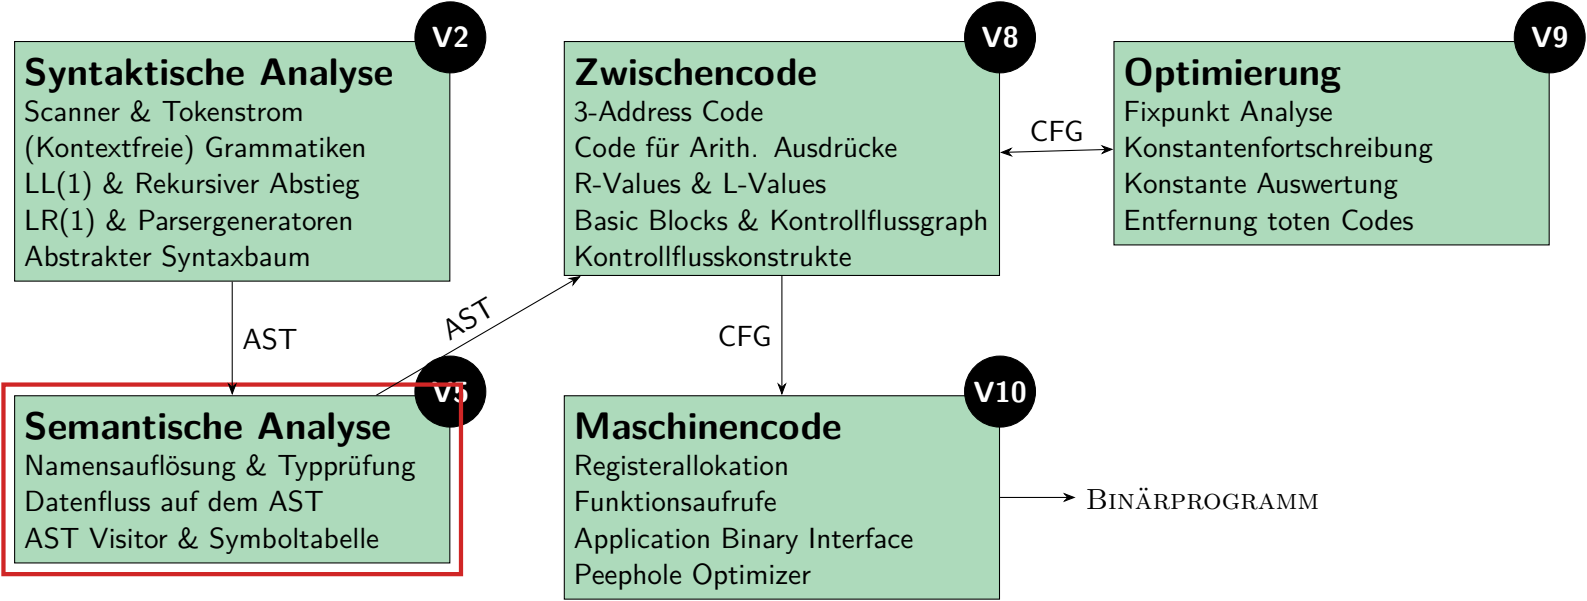 V2
Syntaktische Analyse
Scanner & Tokenstrom
(Kontextfreie) Grammatiken
LL(1) & Rekursiver Abstieg
LR(1) & Parsergeneratoren
Abstrakter Syntaxbaum
AST
V5
Semantische Analyse
Namensauflösung & Typprüfung
Datenfluss auf dem AST
AST Visitor & Symboltabelle
AST
V8
Zwischencode
3-Address Code
Code für Arith. Ausdrücke
R-Values & L-Values
Basic Blocks & Kontrollflussgraph
Kontrollflusskonstrukte
CFG
V9
Optimierung
Fixpunkt Analyse
Konstantenfortschreibung
Konstante Auswertung
Entfernung toten Codes
CFG
V10
Maschinencode
Registerallokation
Funktionsaufrufe
Application Binary Interface
Peephole Optimizer
BINÄRPROGRAMM